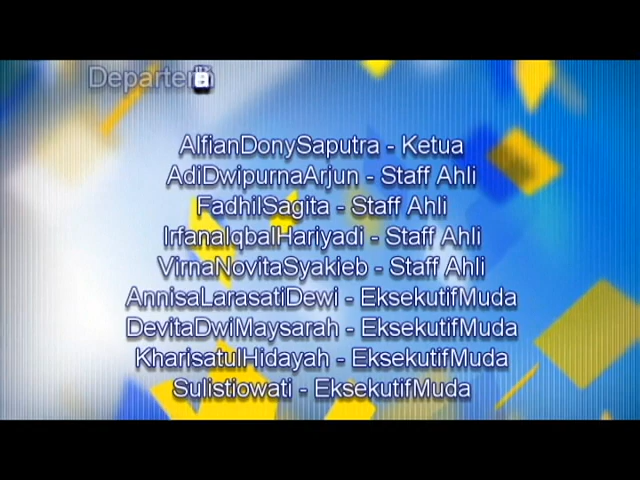 AlfianDonySaputra - Ketua
AdiDwipurnaArjun - Staff Ahli
FadhilSagita - Staff Ahli
IrfanaIqbalHariyadi - Staff Ahli
VirnaNovitaSyakieb - Staff Ahli
AnnisaLarasatiDewi - EksekutifMuda
DevitaDwiMaysarah - EksekutifMuda
KharisatulHidayah - EksekutifMuda
Sulistiowati - EksekutifMuda